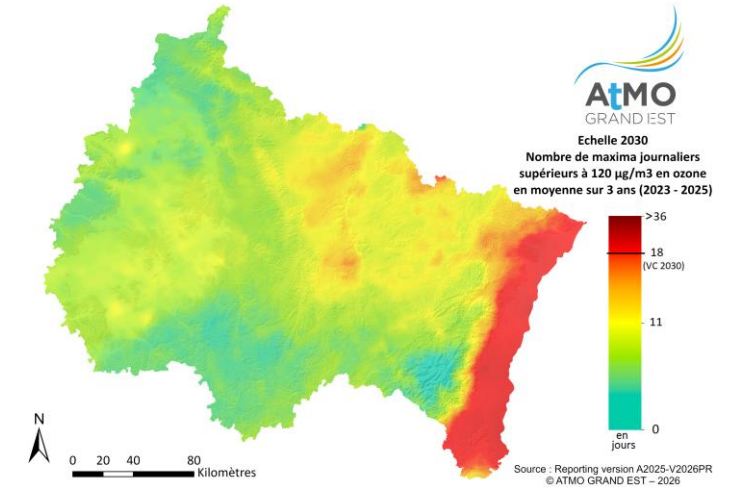 AtMO
GRAND EST
Echelle 2030
Nombre de maxima journaliers
supérieurs à 120 µg/m3 en ozone
en moyenne sur 3 ans (2023 - 2025)
>36
18
(VC 2030)
11
0
en
jours
N
0 20 40 80
Kilomètres
Source : Reporting version A2025-V2026PR
© ATMO GRAND EST – 2026